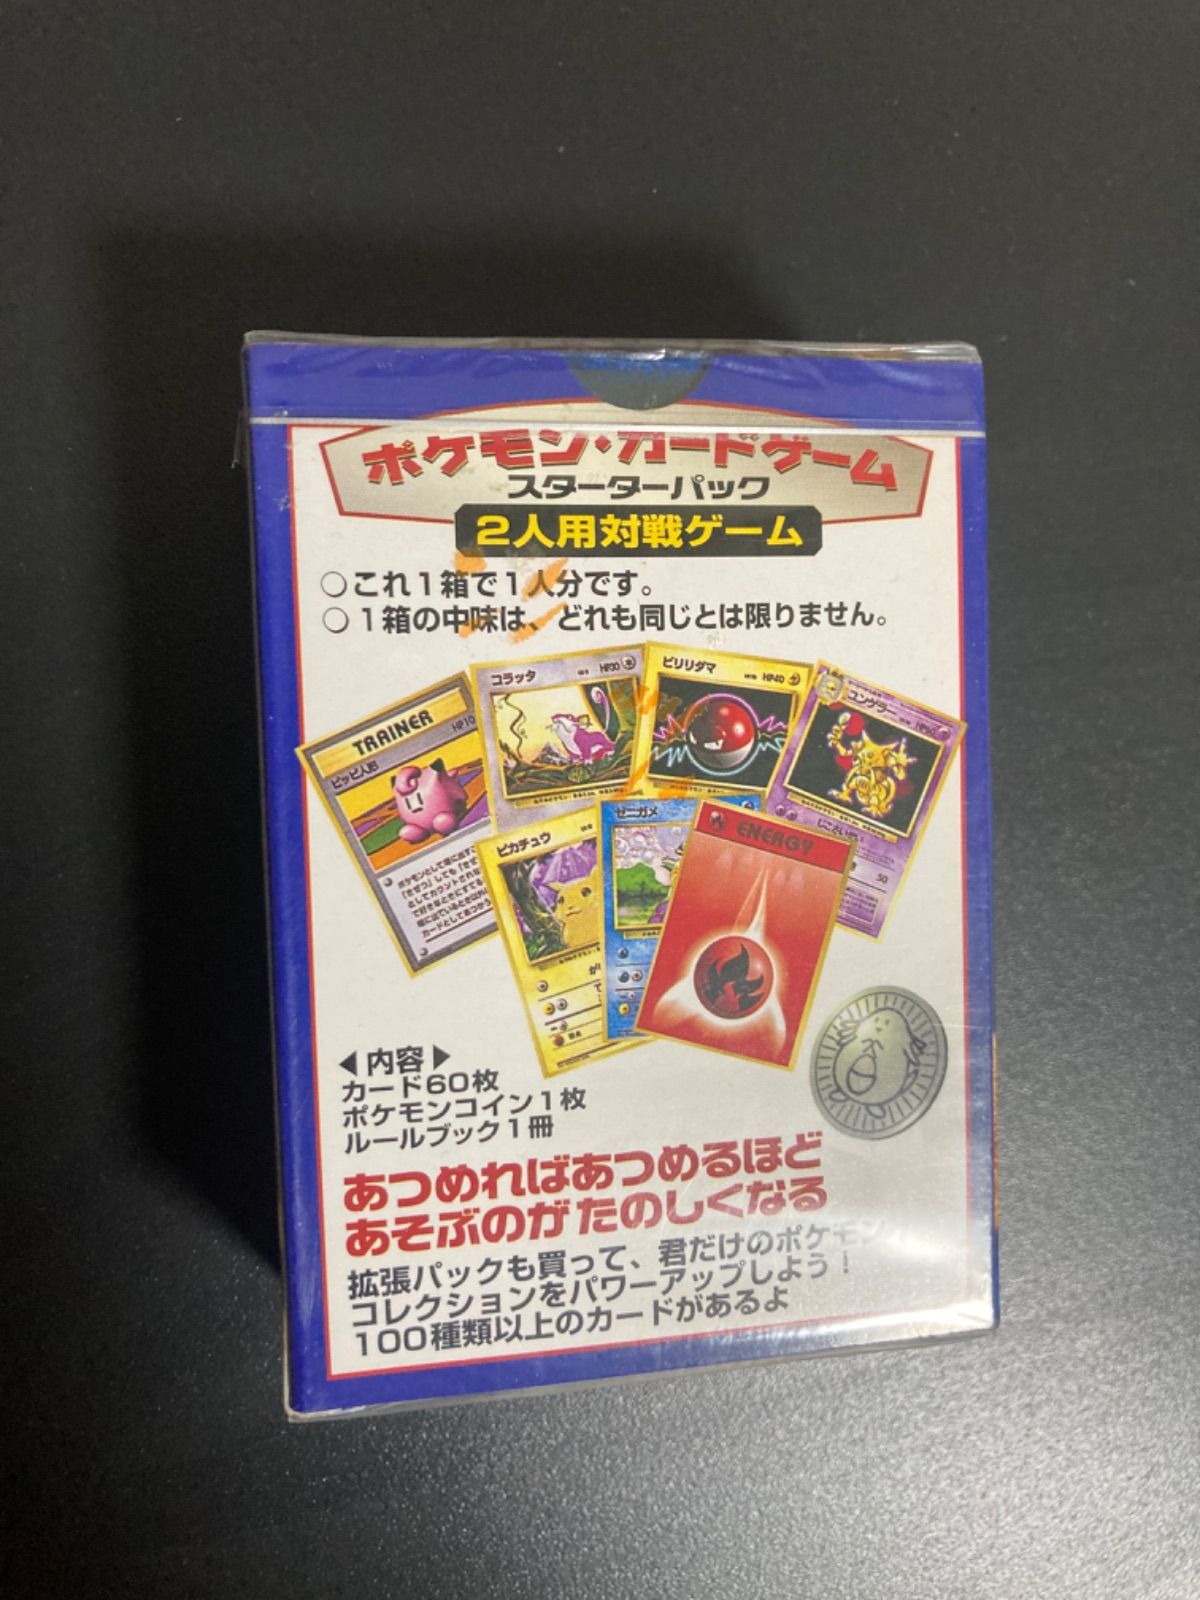 ポケモン・カードゲーム
スターターパック
2人用対戦ゲーム
○これ1箱で1人分です。
○1箱の中味は、どれも同じとは限りません。
コラッタ HP30
ビリリダマ HP40
ユンゲラー
TRAINER
HP10
ピッピ人形
ゼニガメ
ピカチュウ
ENERGY
50
◀内容▶
カード60枚
ポケモンコイン1枚
ルールブック1冊
あつめればあつめるほど
あそぶのがたのしくなる
拡張パックも買って、君だけのポケモン
コレクションをパワーアップしよう!
100種類以上のカードがあるよ